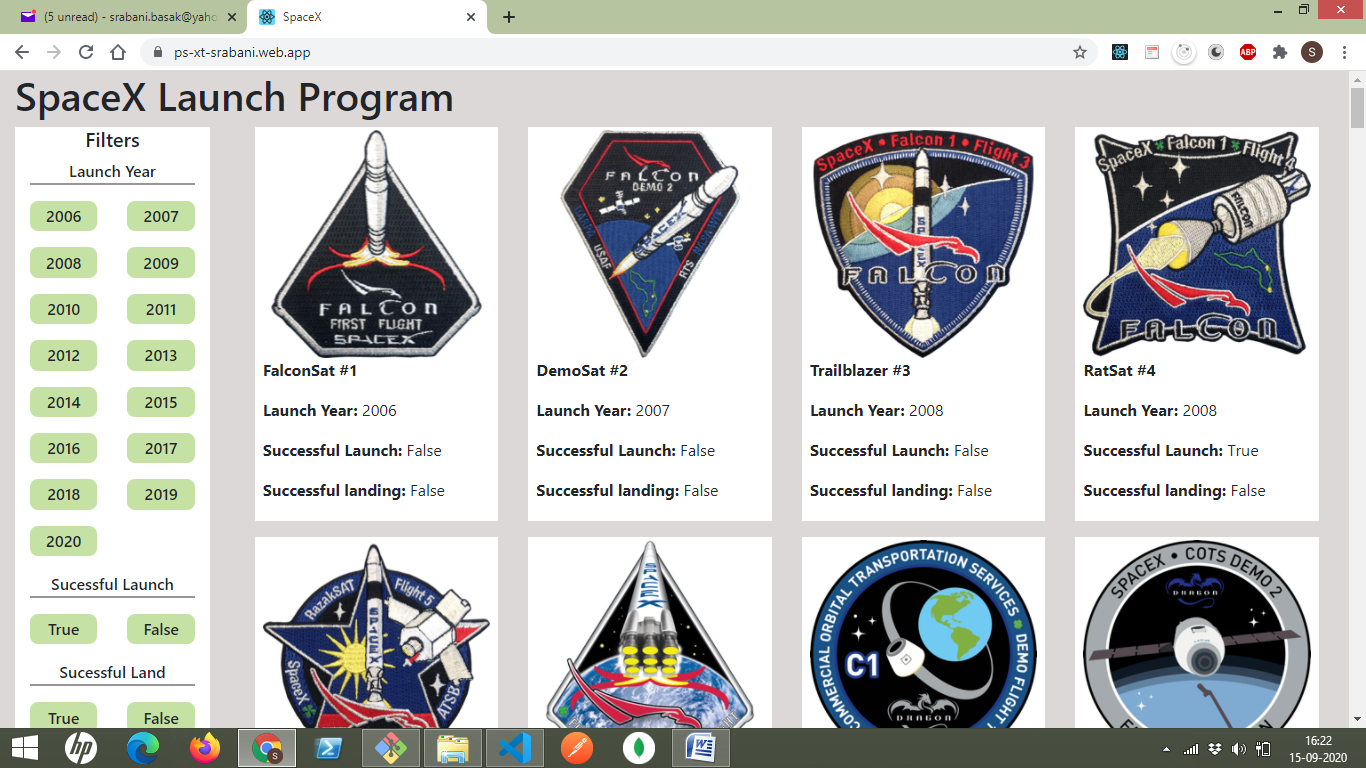 (5 unread) - srabani.basak@yaho
SpaceX
ps-xt-srabani.web.app
ABP
S
SpaceX Launch Program
Filters
Launch Year
2006 2007
2008 2009
2010 2011
2012 2013
2014 2015
2016 2017
2018 2019
2020
Sucessful Launch
True False
Sucessful Land
True False
FALCON
FIRST FLIGHT
SPACEX
FalconSat #1
Launch Year: 2006
Successful Launch: False
Successful landing: False
FALCON
DEMO 2
SPACEX
USAF
RTS
DemoSat #2
Launch Year: 2007
Successful Launch: False
Successful landing: False
SpaceX • Falcon 1 • Flight 3
SPACEX
FALCON
Trailblazer #3
Launch Year: 2008
Successful Launch: False
Successful landing: False
SpaceX Falcon 1 Flight 4
FALCON
FALCON
RatSat #4
Launch Year: 2008
Successful Launch: True
Successful landing: False
RazakSAT Flight 5
SPACEX
SpaceX
ATSB
SPACEX
COMMERCIAL ORBITAL TRANSPORTATION SERVICES • DEMO FLIGHT
C1
DRAGON
SPACEX • COTS DEMO 2
DRAGON
hp
S
16:22
15-09-2020